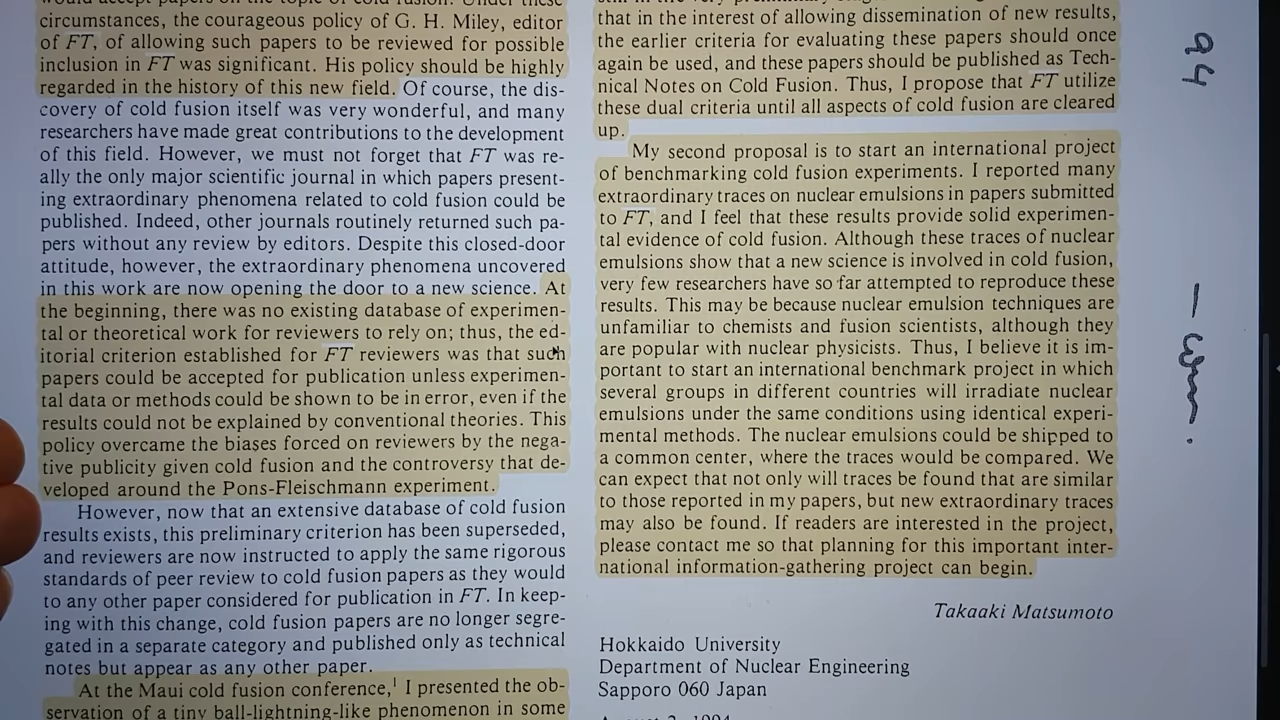 would accept papers on the topic of cold fusion. Under these
circumstances, the courageous policy of G. H. Miley, editor
of FT, of allowing such papers to be reviewed for possible
inclusion in FT was significant. His policy should be highly
regarded in the history of this new field. Of course, the dis-
covery of cold fusion itself was very wonderful, and many
researchers have made great contributions to the development
of this field. However, we must not forget that FT was re-
ally the only major scientific journal in which papers present-
ing extraordinary phenomena related to cold fusion could be
published. Indeed, other journals routinely returned such pa-
pers without any review by editors. Despite this closed-door
attitude, however, the extraordinary phenomena uncovered
in this work are now opening the door to a new science. At
the beginning, there was no existing database of experimen-
tal or theoretical work for reviewers to rely on; thus, the ed-
itorial criterion established for FT reviewers was that such
papers could be accepted for publication unless experimen-
tal data or methods could be shown to be in error, even if the
results could not be explained by conventional theories. This
policy overcame the biases forced on reviewers by the nega-
tive publicity given cold fusion and the controversy that de-
veloped around the Pons-Fleischmann experiment.
However, now that an extensive database of cold fusion
results exists, this preliminary criterion has been superseded,
and reviewers are now instructed to apply the same rigorous
standards of peer review to cold fusion papers as they would
to any other paper considered for publication in FT. In keep-
ing with this change, cold fusion papers are no longer segre-
gated in a separate category and published only as technical
notes but appear as any other paper.
At the Maui cold fusion conference,1 I presented the ob-
servation of a tiny ball-lightning-like phenomenon in some
that in the interest of allowing dissemination of new results,
the earlier criteria for evaluating these papers should once
again be used, and these papers should be published as Tech-
nical Notes on Cold Fusion. Thus, I propose that FT utilize
these dual criteria until all aspects of cold fusion are cleared
up.
My second proposal is to start an international project
of benchmarking cold fusion experiments. I reported many
extraordinary traces on nuclear emulsions in papers submitted
to FT, and I feel that these results provide solid experimen-
tal evidence of cold fusion. Although these traces of nuclear
emulsions show that a new science is involved in cold fusion,
very few researchers have so far attempted to reproduce these
results. This may be because nuclear emulsion techniques are
unfamiliar to chemists and fusion scientists, although they
are popular with nuclear physicists. Thus, I believe it is im-
portant to start an international benchmark project in which
several groups in different countries will irradiate nuclear
emulsions under the same conditions using identical experi-
mental methods. The nuclear emulsions could be shipped to
a common center, where the traces would be compared. We
can expect that not only will traces be found that are similar
to those reported in my papers, but new extraordinary traces
may also be found. If readers are interested in the project,
please contact me so that planning for this important inter-
national information-gathering project can begin.
Takaaki Matsumoto
Hokkaido University
Department of Nuclear Engineering
Sapporo 060 Japan
August 2, 1994
94